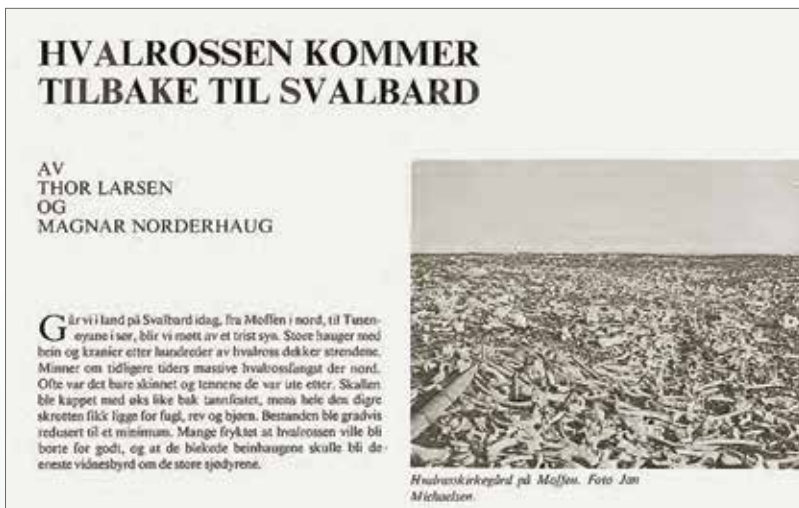 HVALROSSEN KOMMER
TILBAKE TIL SVALBARD
AV
THOR LARSEN
OG
MAGNAR NORDERHAUG
Går vi i land på Svalbard idag, fra Moffen i nord, til Tusen-
øyane i sør, blir vi møtt av et trist syn. Store hauger med
bein og kranier etter hundreder av hvalross dekker strendene.
Minner om tidligere tiders massive hvalrossfangst der nord.
Ofte var det bare skinnet og tennene de var ute etter. Skallen
ble kappet med øks like bak tannfestet, mens hele den digre
skrotten fikk ligge for fugl, rev og bjørn. Bestanden ble gradvis
redusert til et minimum. Mange fryktet at hvalrossen ville bli
borte for godt, og at de blekede beinhaugene skulle bli de
eneste vidnesbyrd om de store sjødyrene.
Hvalrosskirkegård på Moffen. Foto Jan
Michaelsen.